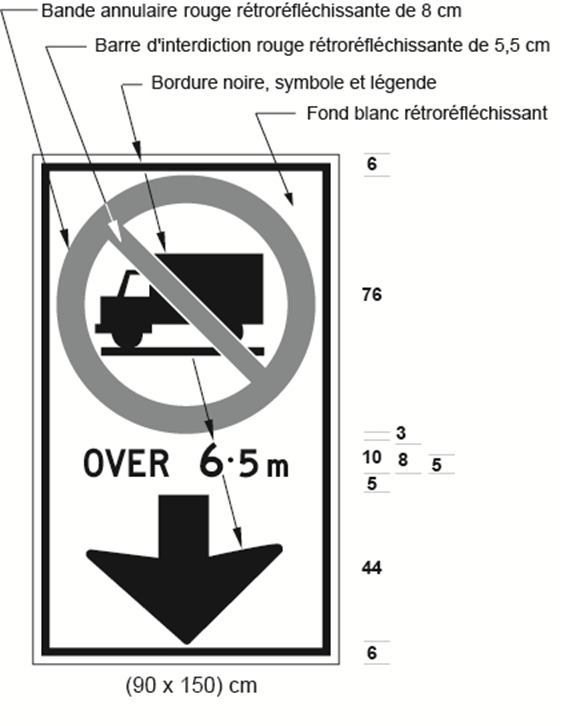 Bande annulaire rouge rétroréfléchissante de 8 cm
Barre d'interdiction rouge rétroréfléchissante de 5,5 cm
Bordure noire, symbole et légende
Fond blanc rétroréfléchissant
6
76
3
OVER 6·5 m
10 8 5
5
44
6
(90 x 150) cm